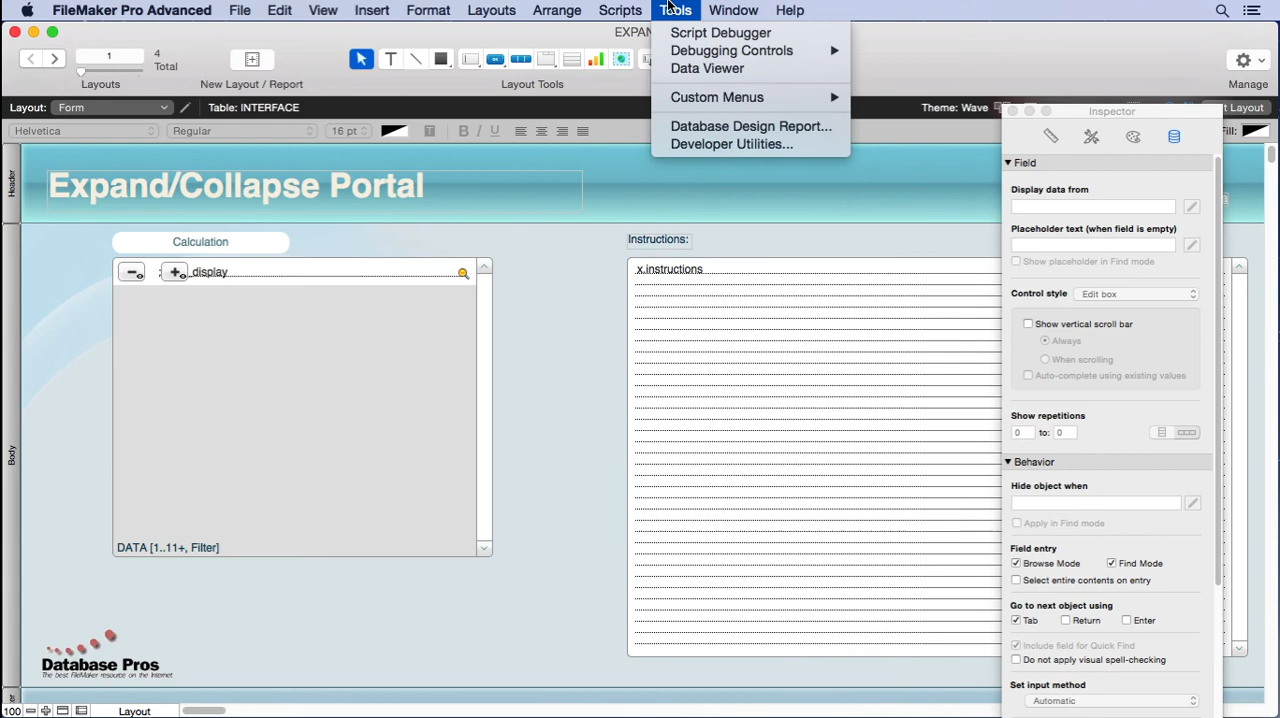 FileMaker Pro Advanced File Edit View Insert Format Layouts Arrange Scripts Tools Window Help
EXPAN
1
4
Total
Layouts
New Layout / Report
Layout Tools
Manage
Script Debugger
Debugging Controls
Data Viewer
Custom Menus
Database Design Report...
Developer Utilities...
Layout: Form
Table: INTERFACE
Theme: Wave
t Layout
Helvetica
Regular
16 pt
T
B I U
Fill:
Header
Expand/Collapse Portal
Body
Calculation
display
DATA [1..11+, Filter]
Instructions:
x.instructions
Database Pros
The best FileMaker resource on the Internet
100
Layout
Inspector
Field
Display data from
Placeholder text (when field is empty)
Show placeholder in Find mode
Control style
Edit box
Show vertical scroll bar
Always
When scrolling
Auto-complete using existing values
Show repetitions
0 to: 0
Behavior
Hide object when
Apply in Find mode
Field entry
Browse Mode
Find Mode
Select entire contents on entry
Go to next object using
Tab
Return
Enter
Include field for Quick Find
Do not apply visual spell-checking
Set input method
Automatic